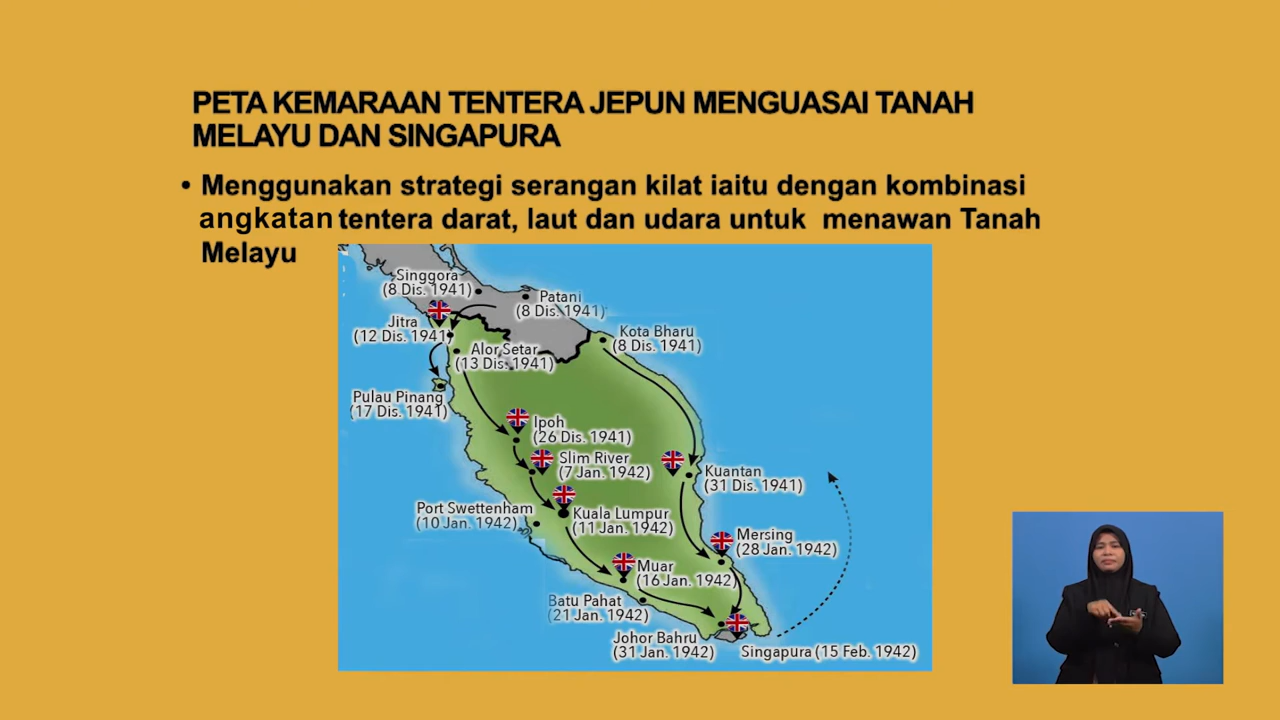 PETA KEMARAAN TENTERA JEPUN MENGUASAI TANAH
MELAYU DAN SINGAPURA
• Menggunakan strategi serangan kilat iaitu dengan kombinasi
angkatan tentera darat, laut dan udara untuk menawan Tanah
Melayu
Singgora
(8 Dis. 1941)
Patani
(8 Dis. 1941)
Jitra
(12 Dis. 1941)
Kota Bharu
(8 Dis. 1941)
Alor Setar
(13 Dis. 1941)
Pulau Pinang
(17 Dis. 1941)
Ipoh
(26 Dis. 1941)
Slim River
(7 Jan. 1942)
Kuantan
(31 Dis. 1941)
Port Swettenham
(10 Jan. 1942)
Kuala Lumpur
(11 Jan. 1942)
Mersing
(28 Jan. 1942)
Muar
(16 Jan. 1942)
Batu Pahat
(21 Jan. 1942)
Johor Bahru
(31 Jan. 1942)
Singapura (15 Feb. 1942)